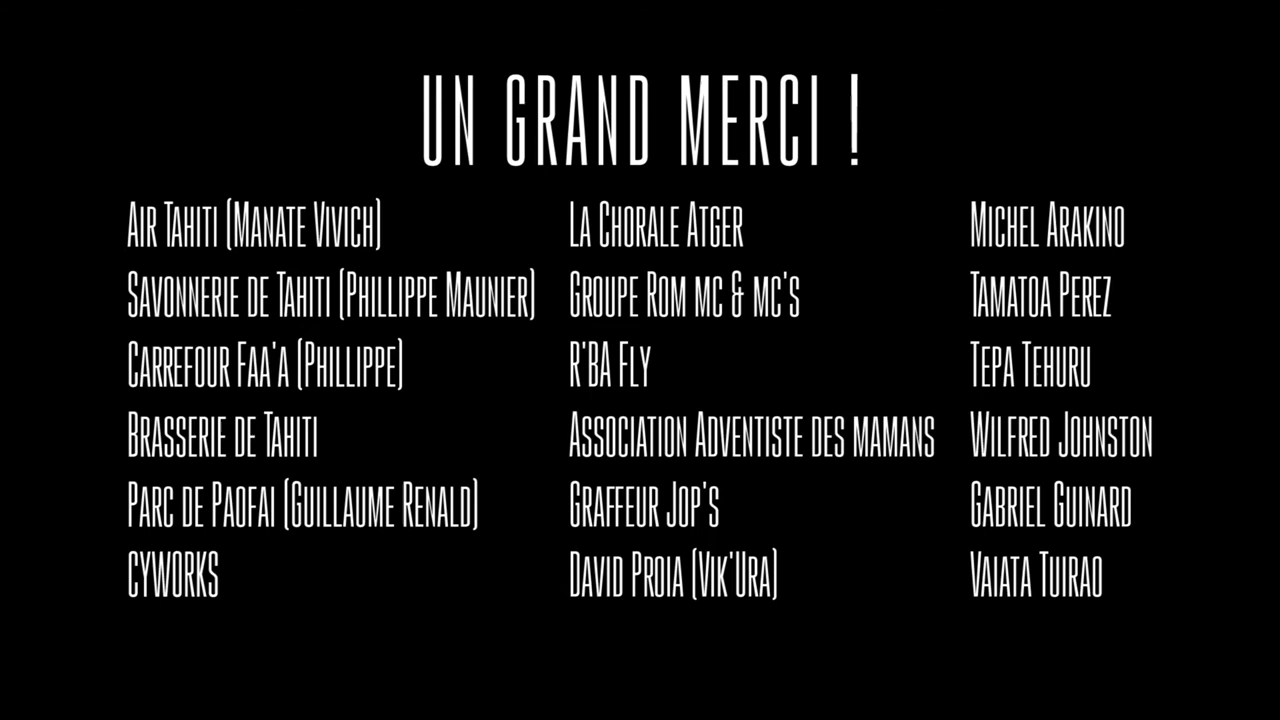 UN GRAND MERCI !
AIR TAHITI (MANATE VIVICH)
SAVONNERIE DE TAHITI (PHILLIPPE MAUNIER)
CARREFOUR FAA'A (PHILLIPPE)
BRASSERIE DE TAHITI
PARC DE PAOFAI (GUILLAUME RENALD)
CYWORKS
LA CHORALE ATGER
GROUPE ROM MC & MC'S
R'BA FLY
ASSOCIATION ADVENTISTE DES MAMANS
GRAFFEUR JOP'S
DAVID PROIA (VIK'URA)
MICHEL ARAKINO
TAMATOA PEREZ
TEPA TEHURU
WILFRED JOHNSTON
GABRIEL GUINARD
VAIATA TUIRAO